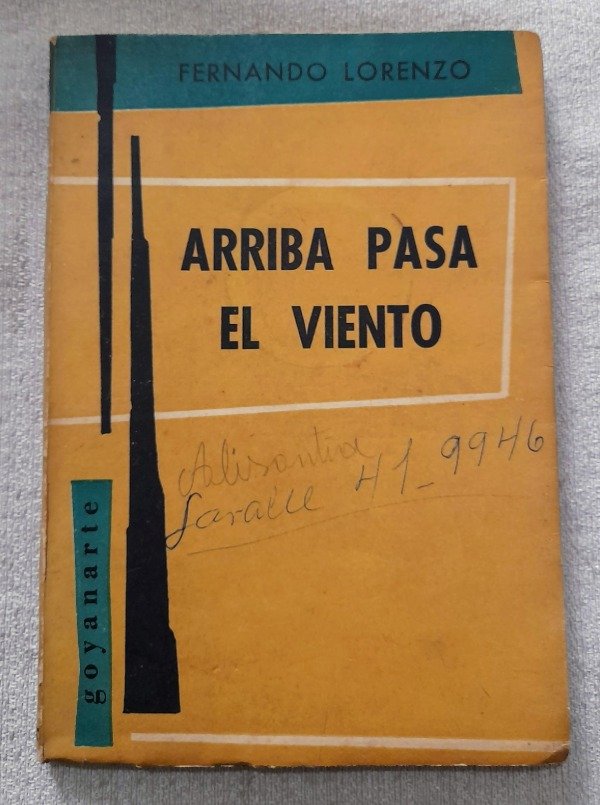 FERNANDO LORENZO
ARRIBA PASA
EL VIENTO
41_9946
goyanarte